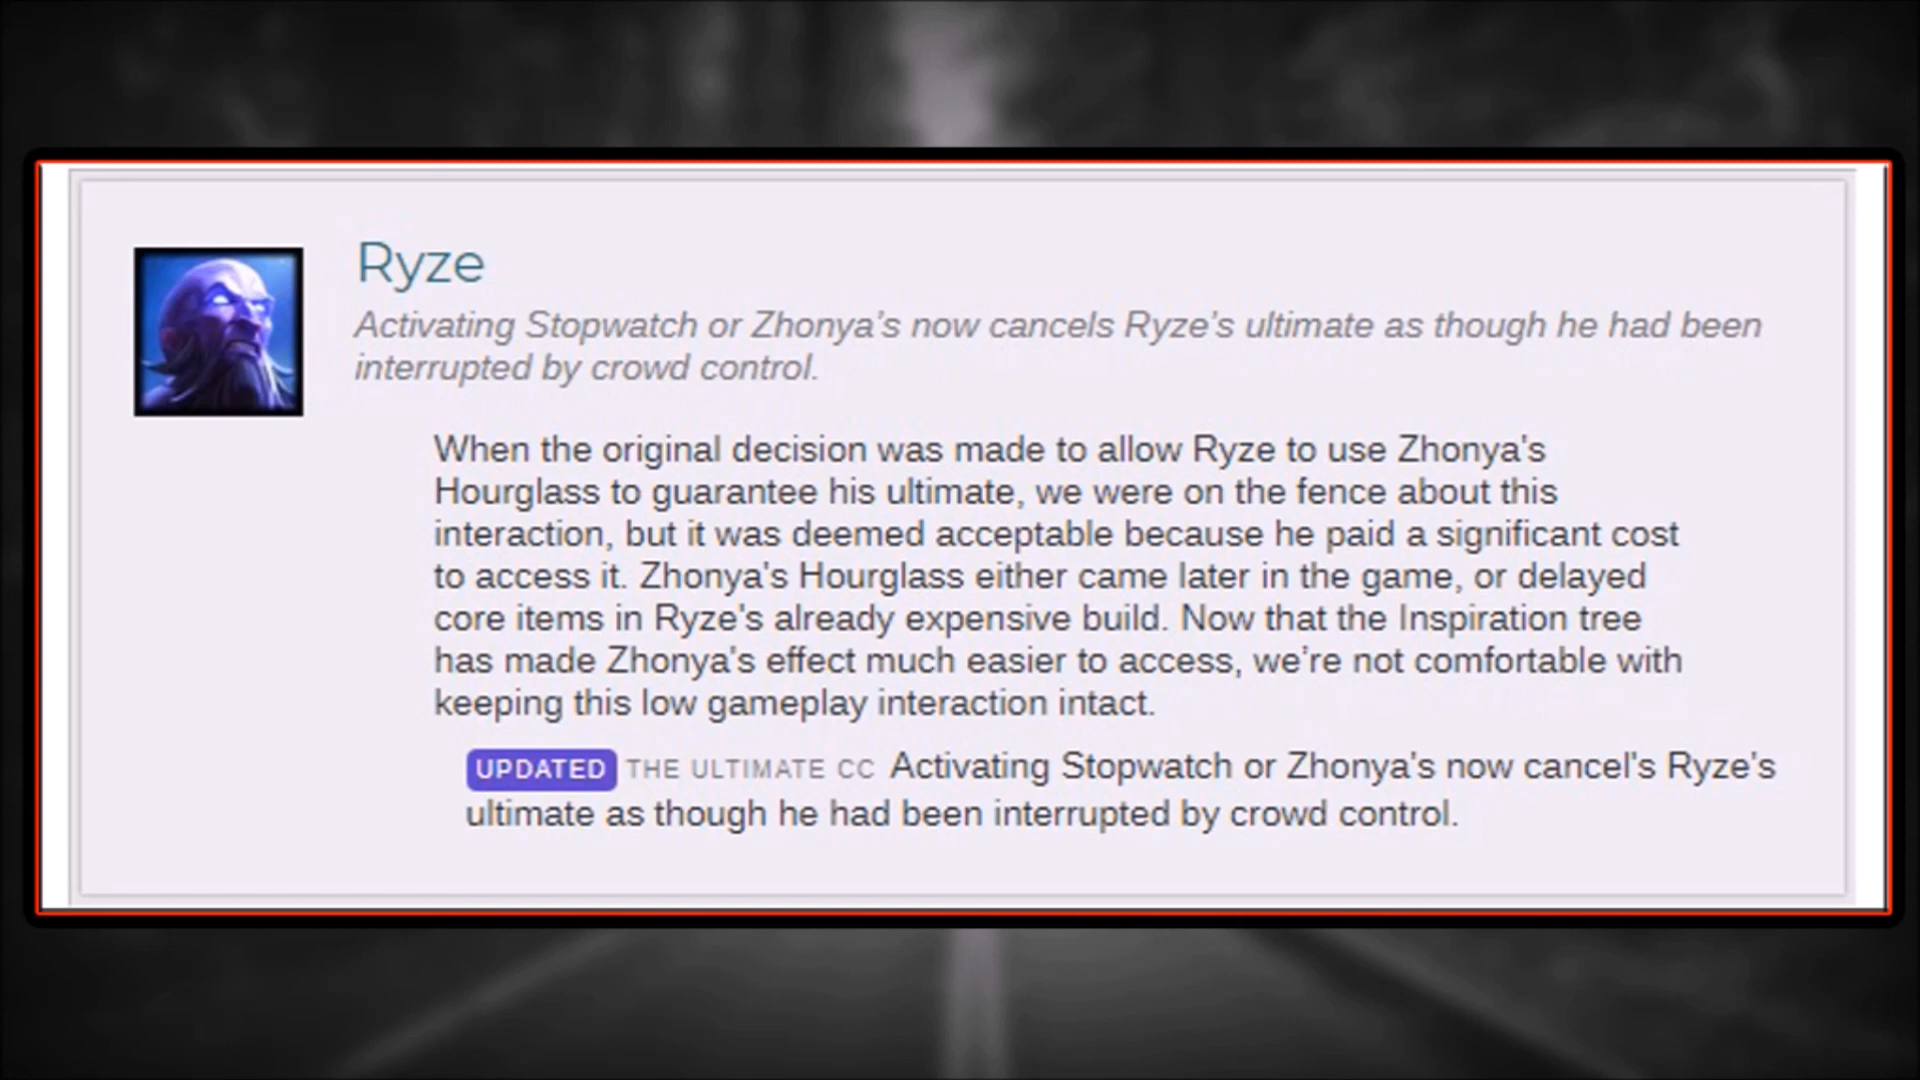 Ryze
Activating Stopwatch or Zhonya's now cancels Ryze's ultimate as though he had been
interrupted by crowd control.
When the original decision was made to allow Ryze to use Zhonya's
Hourglass to guarantee his ultimate, we were on the fence about this
interaction, but it was deemed acceptable because he paid a significant cost
to access it. Zhonya's Hourglass either came later in the game, or delayed
core items in Ryze's already expensive build. Now that the Inspiration tree
has made Zhonya's effect much easier to access, we're not comfortable with
keeping this low gameplay interaction intact.
UPDATED THE ULTIMATE CC Activating Stopwatch or Zhonya's now cancel's Ryze's
ultimate as though he had been interrupted by crowd control.